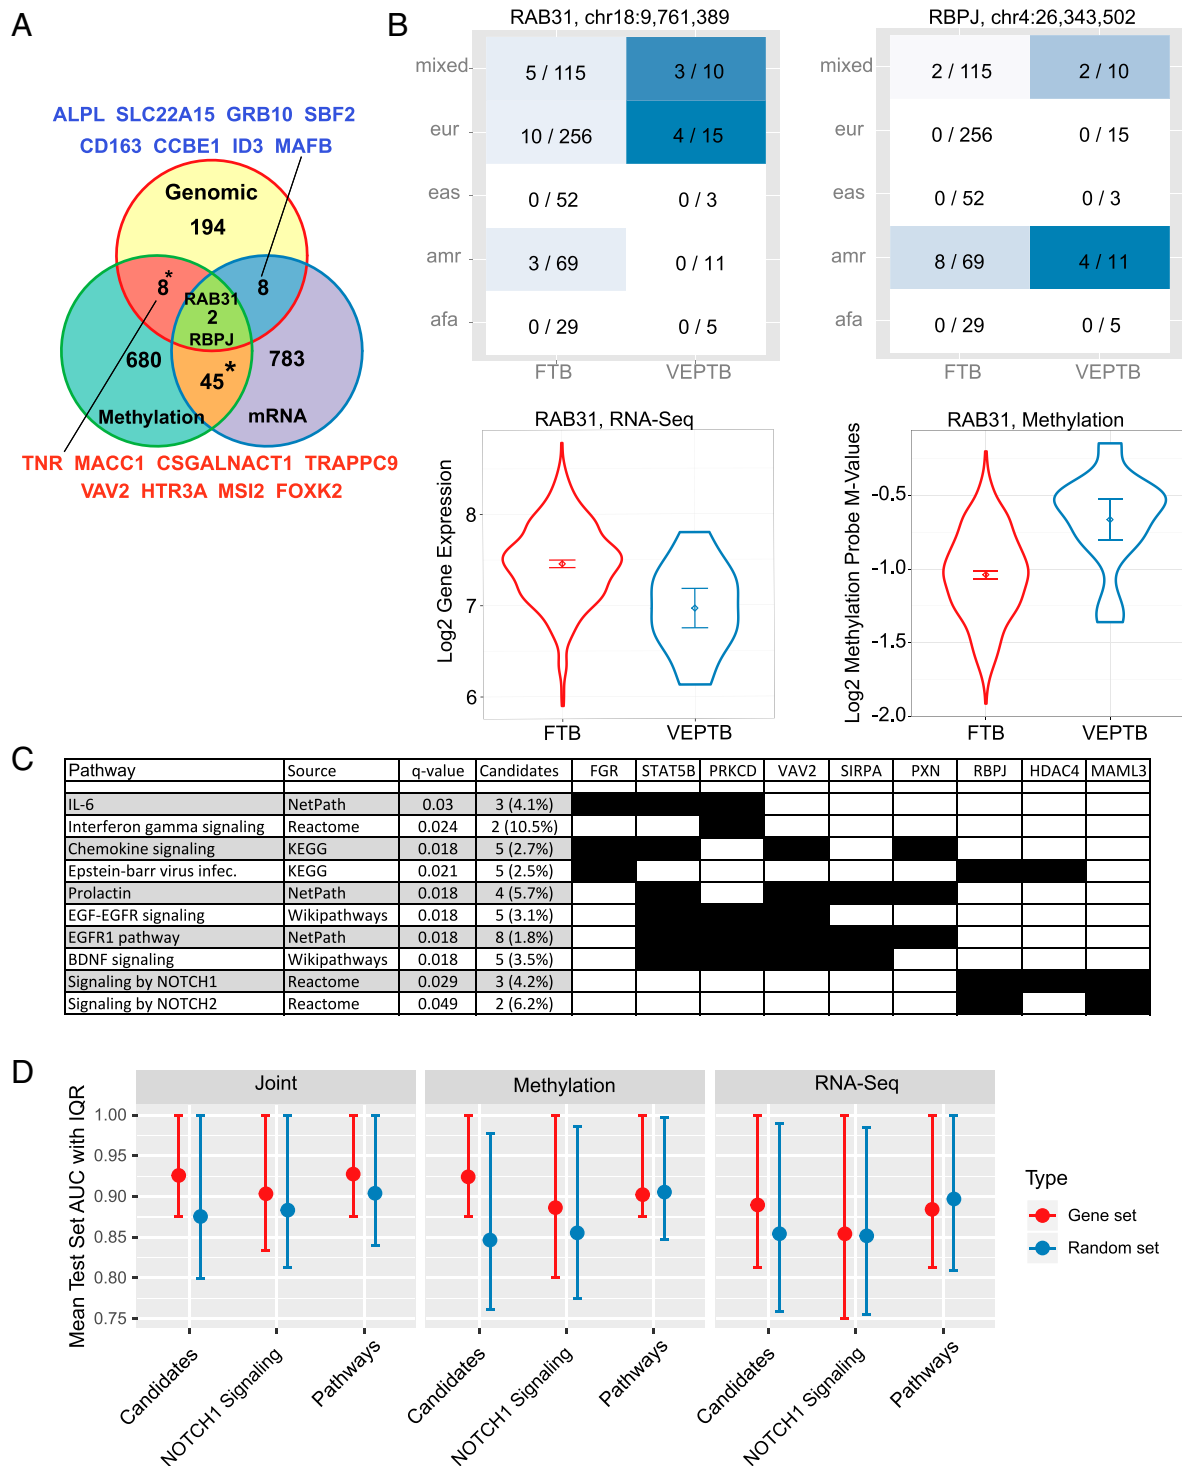 A
ALPL SLC22A15 GRB10 SBF2
CD163 CCBE1 ID3 MAFB
Genomic
194
8*
8
RAB31
2
RBPJ
680
783
45*
Methylation
mRNA
TNR MACC1 CSGALNACT1 TRAPPC9
VAV2 HTR3A MSI2 FOXK2
B
RAB31, chr18:9,761,389
mixed 5 / 115 3 / 10
eur 10 / 256 4 / 15
eas 0 / 52 0 / 3
amr 3 / 69 0 / 11
afa 0 / 29 0 / 5
FTB VEPTB
RBPJ, chr4:26,343,502
mixed 2 / 115 2 / 10
eur 0 / 256 0 / 15
eas 0 / 52 0 / 3
amr 8 / 69 4 / 11
afa 0 / 29 0 / 5
FTB VEPTB
RAB31, RNA-Seq
Log2 Gene Expression
8
7
6
FTB VEPTB
RAB31, Methylation
Log2 Methylation Probe M-Values
-0.5
-1.0
-1.5
-2.0
FTB VEPTB
C
Pathway Source q-value Candidates FGR STAT5B PRKCD VAV2 SIRPA PXN RBPJ HDAC4 MAML3
IL-6 NetPath 0.03 3 (4.1%)
Interferon gamma signaling Reactome 0.024 2 (10.5%)
Chemokine signaling KEGG 0.018 5 (2.7%)
Epstein-barr virus infec. KEGG 0.021 5 (2.5%)
Prolactin NetPath 0.018 4 (5.7%)
EGF-EGFR signaling Wikipathways 0.018 5 (3.1%)
EGFR1 pathway NetPath 0.018 8 (1.8%)
BDNF signaling Wikipathways 0.018 5 (3.5%)
Signaling by NOTCH1 Reactome 0.029 3 (4.2%)
Signaling by NOTCH2 Reactome 0.049 2 (6.2%)
D
Mean Test Set AUC with IQR
Joint Methylation RNA-Seq
1.00
0.95
0.90
0.85
0.80
0.75
Candidates NOTCH1 Signaling Pathways
Candidates NOTCH1 Signaling Pathways
Candidates NOTCH1 Signaling Pathways
Type
Gene set
Random set